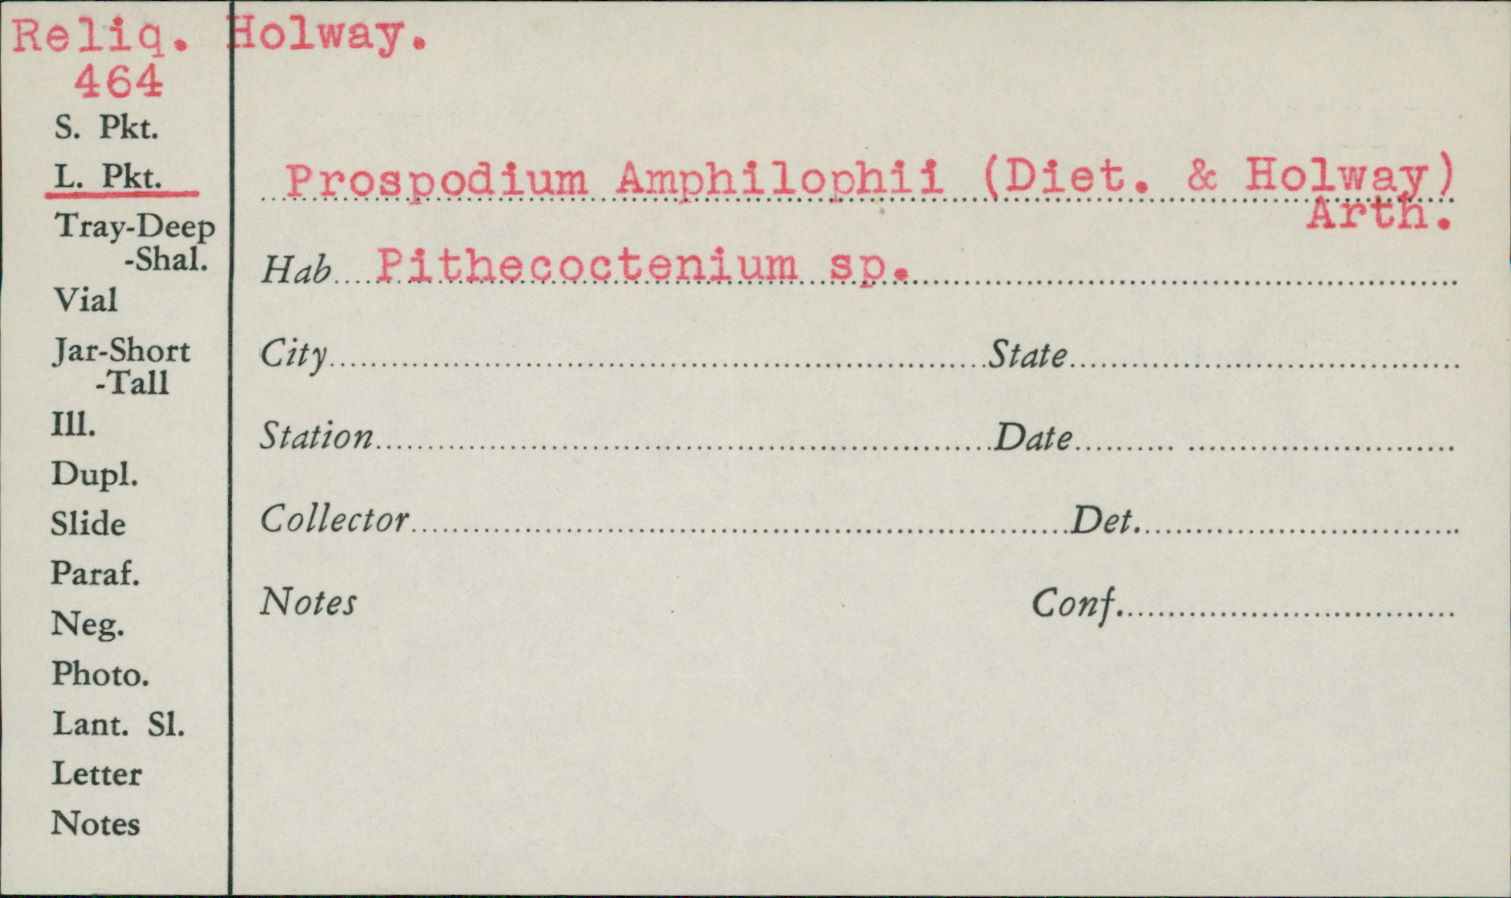 Reliq. Holway.
464
S. Pkt.
L. Pkt.
Tray-Deep
-Shal.
Vial
Jar-Short
-Tall
Ill.
Dupl.
Slide
Paraf.
Neg.
Photo.
Lant. Sl.
Letter
Notes
Prospodium Amphilophii (Diet. & Holway)
Arth.
Hab Pithecoctenium sp.
City State
Station Date
Collector Det.
Notes Conf.